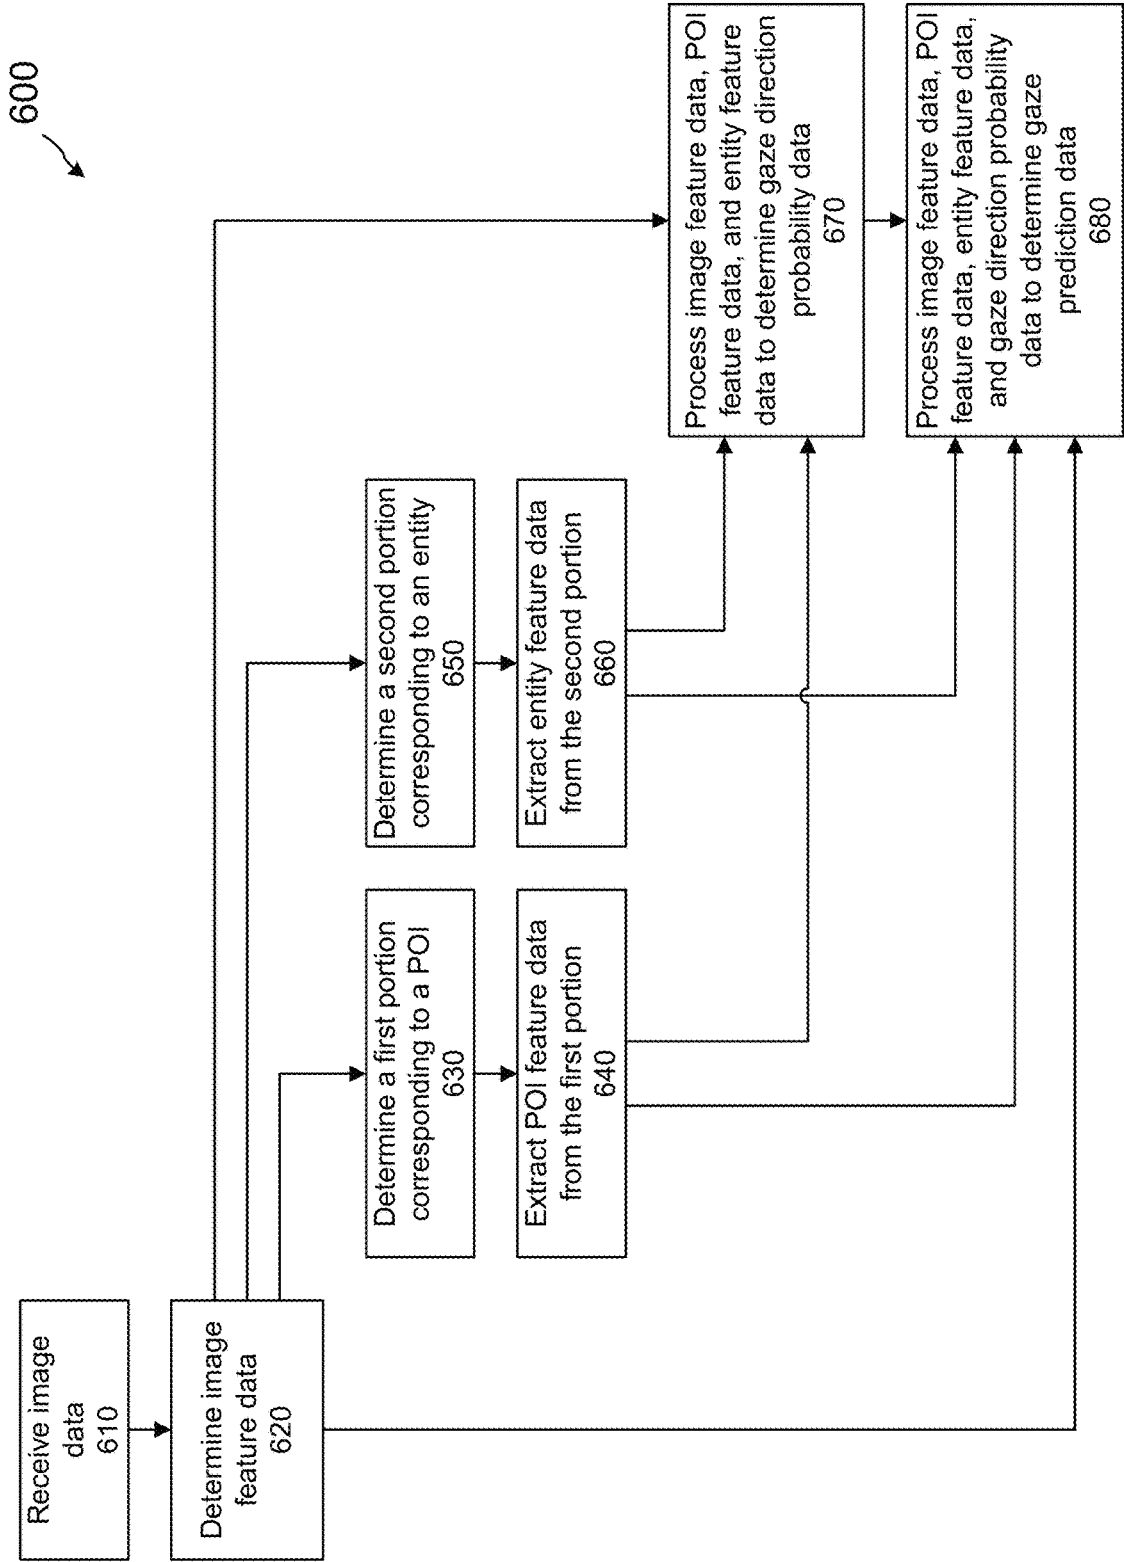 600
Receive image
data
610
Determine image
feature data
620
Determine a first portion
corresponding to a POI
630
Extract POI feature data
from the first portion
640
Determine a second portion
corresponding to an entity
650
Extract entity feature data
from the second portion
660
Process image feature data, POI
feature data, and entity feature
data to determine gaze direction
probability data
670
Process image feature data, POI
feature data, entity feature data,
and gaze direction probability
data to determine gaze
prediction data
680